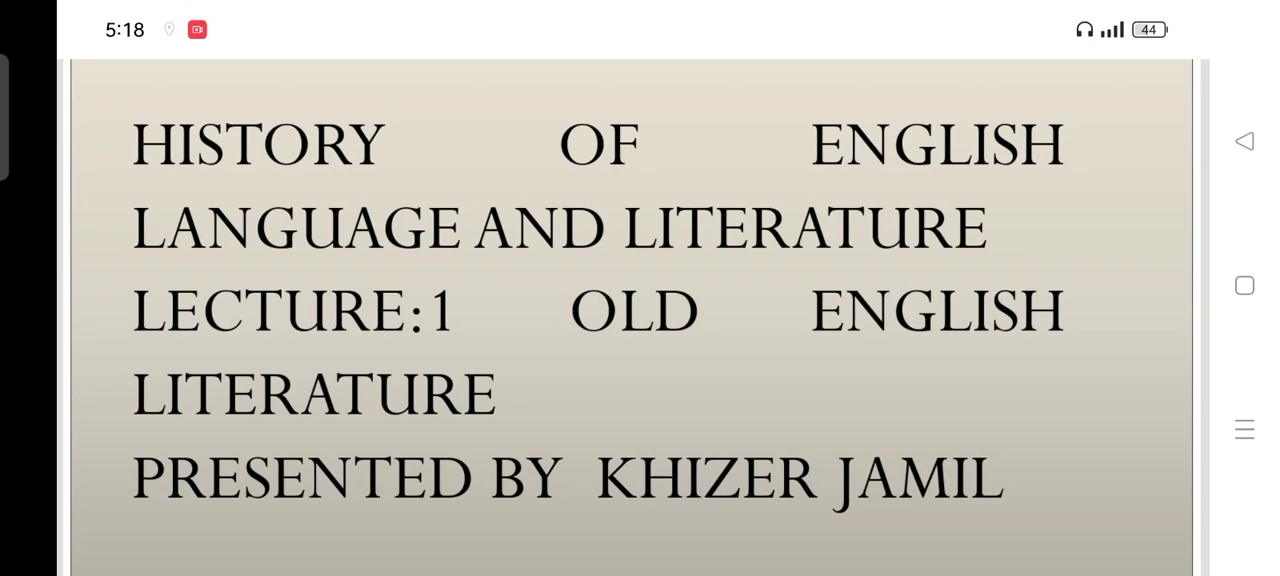 5:18 44
HISTORY OF ENGLISH
LANGUAGE AND LITERATURE
LECTURE:1 OLD ENGLISH
LITERATURE
PRESENTED BY KHIZER JAMIL